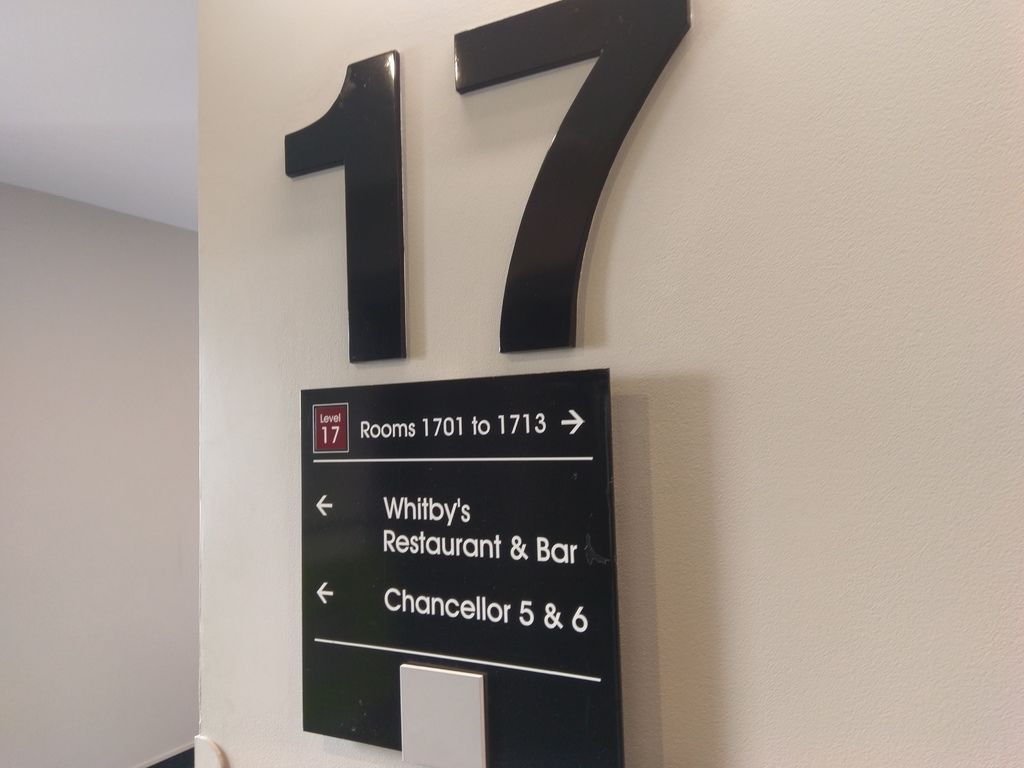 17
Level
17
Rooms 1701 to 1713 →
← Whitby's
Restaurant & Bar
← Chancellor 5 & 6